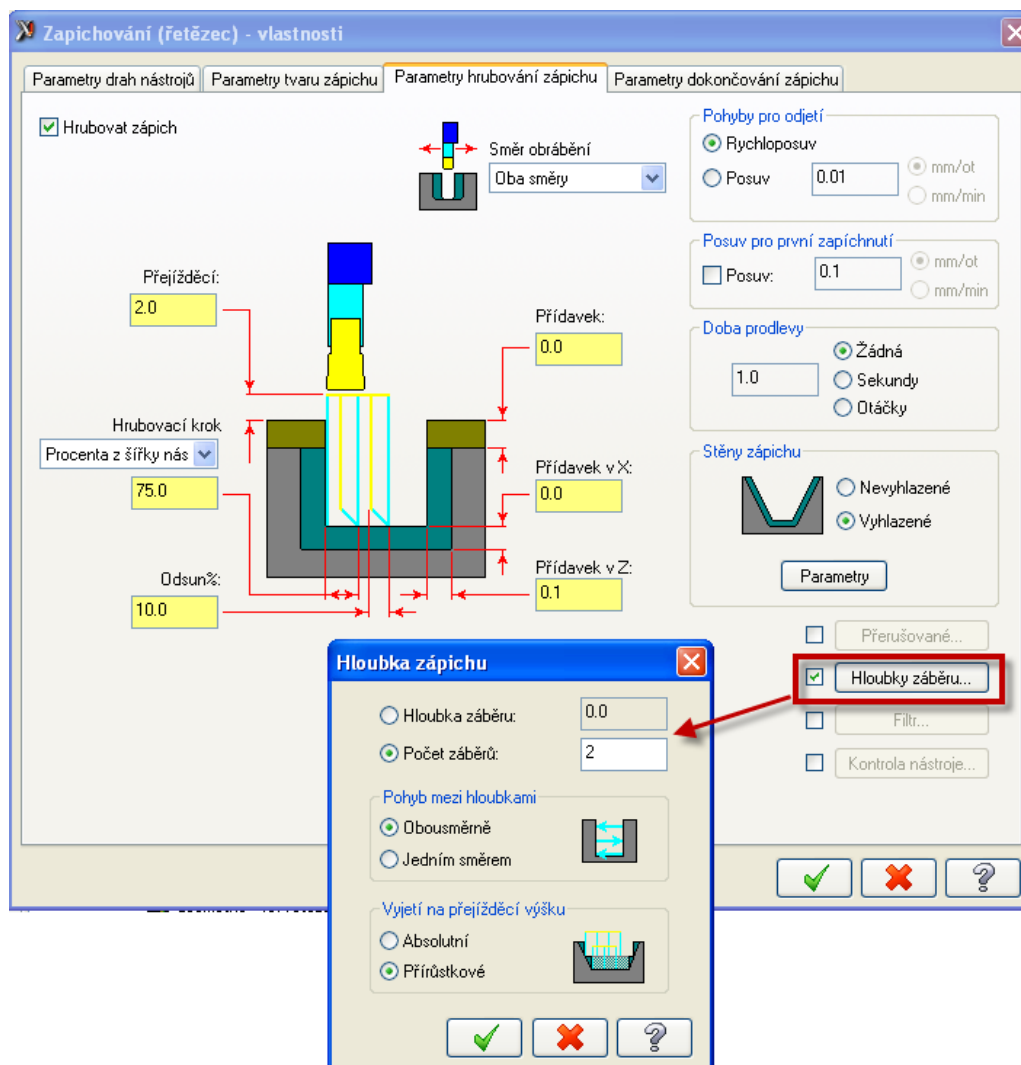 Zapichování (řetězec) - vlastnosti
Parametry drah nástrojů
Parametry tvaru zápichu
Parametry hrubování zápichu
Parametry dokončování zápichu
Hrubovat zápich
Směr obrábění
Oba směry
Pohyby pro odjetí
Rychloposuv
Posuv
0.01
mm/ot
mm/min
Posuv pro první zapíchnutí
Posuv:
0.1
mm/ot
mm/min
Doba prodlevy
1.0
Žádná
Sekundy
Otáčky
Přejížděcí:
2.0
Přídavek:
0.0
Hrubovací krok
Procenta z šířky nás
75.0
Přídavek v X:
0.0
Odsun%:
10.0
Přídavek v Z:
0.1
Stěny zápichu
Nevyhlazené
Vyhlazené
Parametry
Přerušované...
Hloubky záběru...
Filtr...
Kontrola nástroje...
Hloubka zápichu
Hloubka záběru:
0.0
Počet záběrů:
2
Pohyb mezi hloubkami
Obousměrně
Jedním směrem
Vyjetí na přejížděcí výšku
Absolutní
Přírůstkové